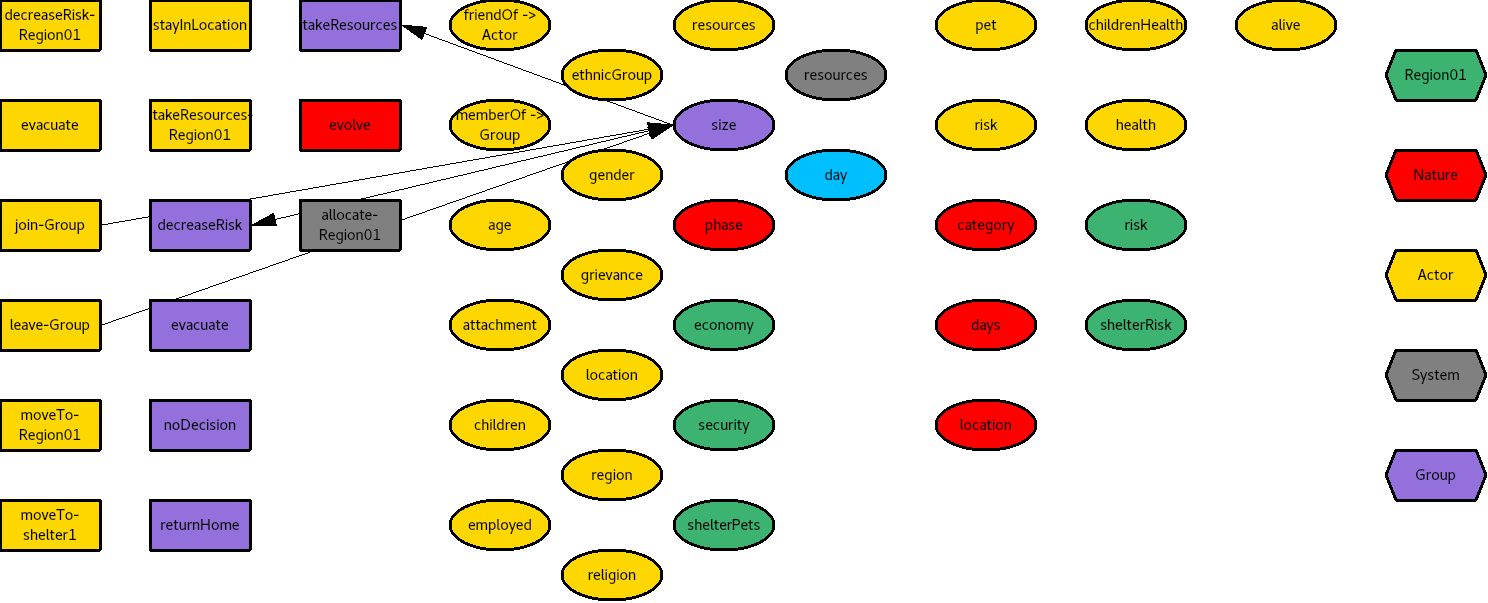 decreaseRisk-
Region01
stayInLocation
takeResources
friendOf ->
Actor
resources
pet
childrenHealth
alive
ethnicGroup
resources
Region01
evacuate
takeResources-
Region01
evolve
memberOf ->
Group
size
risk
health
gender
day
Nature
join-Group
decreaseRisk
allocate-
Region01
age
phase
category
risk
grievance
Actor
leave-Group
evacuate
attachment
economy
days
shelterRisk
location
System
moveTo-
Region01
noDecision
children
security
location
region
Group
moveTo-
shelter1
returnHome
employed
shelterPets
religion